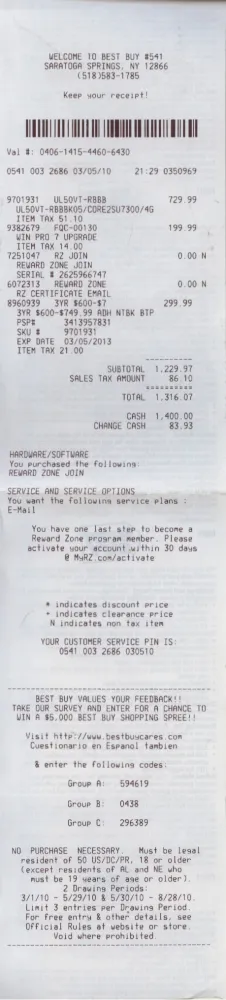 WELCOME TO BEST BUY #541
SARATOGA SPRINGS, NY 12866
(518)583-1785
Keep your receipt!
Val #: 0406-1415-4460-6430
0541 003 2686 03/05/10 21:29 0350969
9701931 UL50VT-RBBB 729.99
UL50VT-RBBBK05/CORE2SU7300/4G
ITEM TAX 51.10
9382679 FQC-00130 199.99
WIN PRO 7 UPGRADE
ITEM TAX 14.00
7251047 RZ JOIN 0.00 N
REWARD ZONE JOIN
SERIAL # 2625966747
6072313 REWARD ZONE 0.00 N
RZ CERTIFICATE EMAIL
8960939 3YR $600-$7 299.99
3YR $600-$749.99 ADH NTBK BTP
PSP# 3413957831
SKU # 9701931
EXP DATE 03/05/2013
ITEM TAX 21.00
SUBTOTAL 1,229.97
SALES TAX AMOUNT 86.10
==========
TOTAL 1,316.07
CASH 1,400.00
CHANGE CASH 83.93
HARDWARE/SOFTWARE
You purchased the following:
REWARD ZONE JOIN
SERVICE AND SERVICE OPTIONS
You want the following service plans :
E-Mail
You have one last step to become a
Reward Zone program member. Please
activate your account within 30 days
@ MyRZ.com/activate
* indicates discount price
+ indicates clearance price
N indicates non tax item
YOUR CUSTOMER SERVICE PIN IS:
0541 003 2686 030510
BEST BUY VALUES YOUR FEEDBACK!!
TAKE OUR SURVEY AND ENTER FOR A CHANCE TO
WIN A $5,000 BEST BUY SHOPPING SPREE!!
Visit http://www.bestbuycares.com
Cuestionario en Espanol tambien
& enter the following codes:
Group A: 594619
Group B: 0438
Group C: 296389
NO PURCHASE NECESSARY. Must be legal
resident of 50 US/DC/PR, 18 or older
(except residents of AL and NE who
must be 19 years of age or older).
2 Drawing Periods:
3/1/10 - 5/29/10 & 5/30/10 - 8/28/10.
Limit 3 entries per Drawing Period.
For free entry & other details, see
Official Rules at website or store.
Void where prohibited.